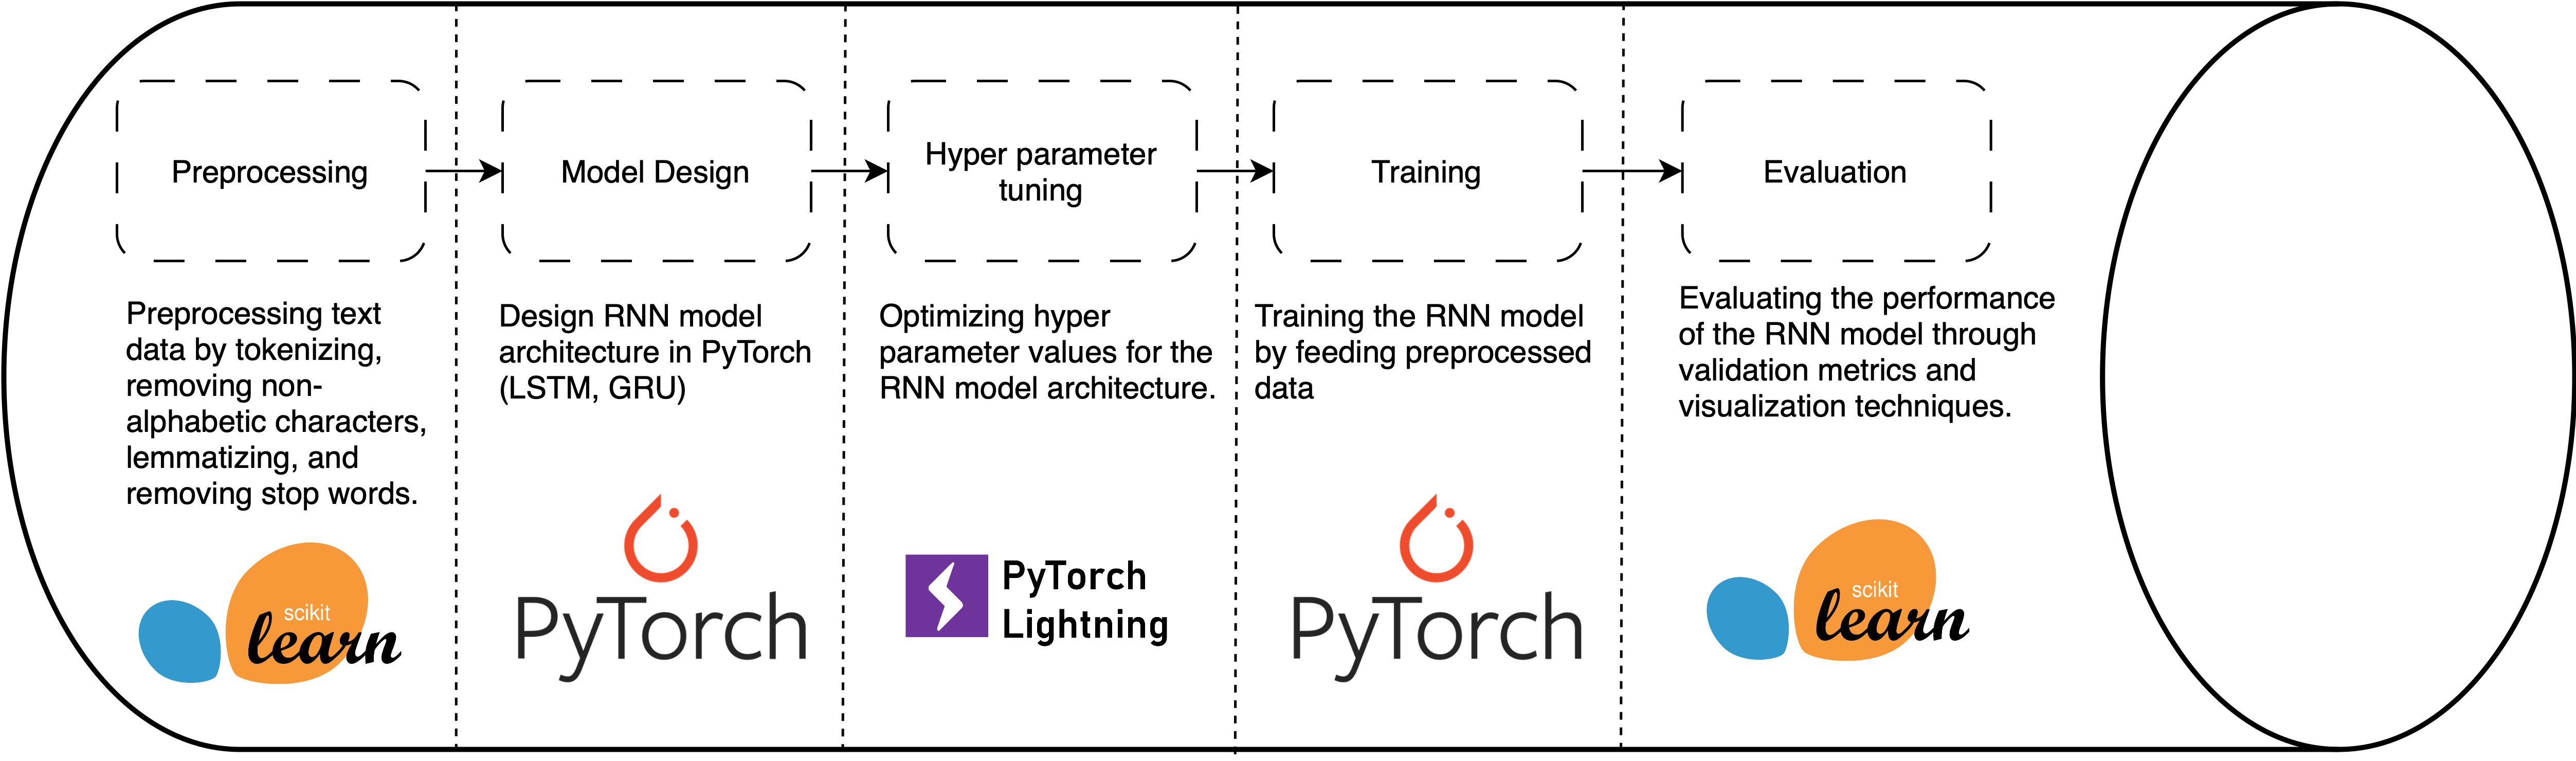 Preprocessing
Model Design
Hyper parameter
tuning
Training
Evaluation
Preprocessing text
data by tokenizing,
removing non-
alphabetic characters,
lemmatizing, and
removing stop words.
Design RNN model
architecture in PyTorch
(LSTM, GRU)
Optimizing hyper
parameter values for the
RNN model architecture.
Training the RNN model
by feeding preprocessed
data
Evaluating the performance
of the RNN model through
validation metrics and
visualization techniques.
scikit
learn
PyTorch
PyTorch
Lightning
PyTorch
scikit
learn